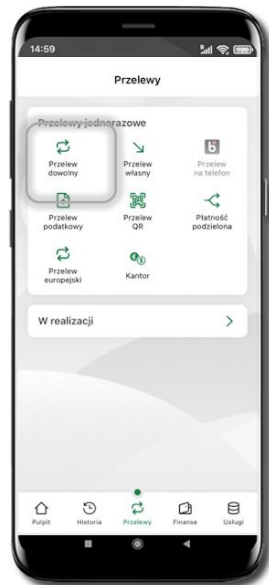 14:59
Przelewy
Przelewy jednorazowe
Przelew dowolny
Przelew własny
Przelew na telefon
Przelew podatkowy
Przelew QR
Płatność podzielona
Przelew europejski
Kantor
W realizacji
Pulpit Historia Przelewy Finanse Usługi